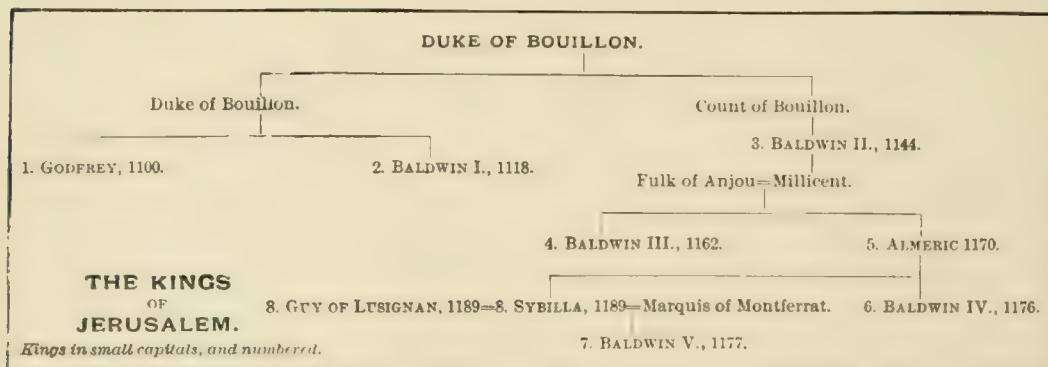 DUKE OF BOUILLON.
Duke of Bouillon.
Count of Bouillon.
3. BALDWIN II., 1144.
1. GODFREY, 1100.
2. BALDWIN I., 1118.
Fulk of Anjou=Millicent.
4. BALDWIN III., 1162.
5. ALMERIC 1170.
THE KINGS
OF
JERUSALEM.
Kings in small capitals, and numbered.
8. GUY OF LUSIGNAN, 1189=8. SYBILLA, 1189=Marquis of Montferrat.
6. BALDWIN IV., 1176.
7. BALDWIN V., 1177.